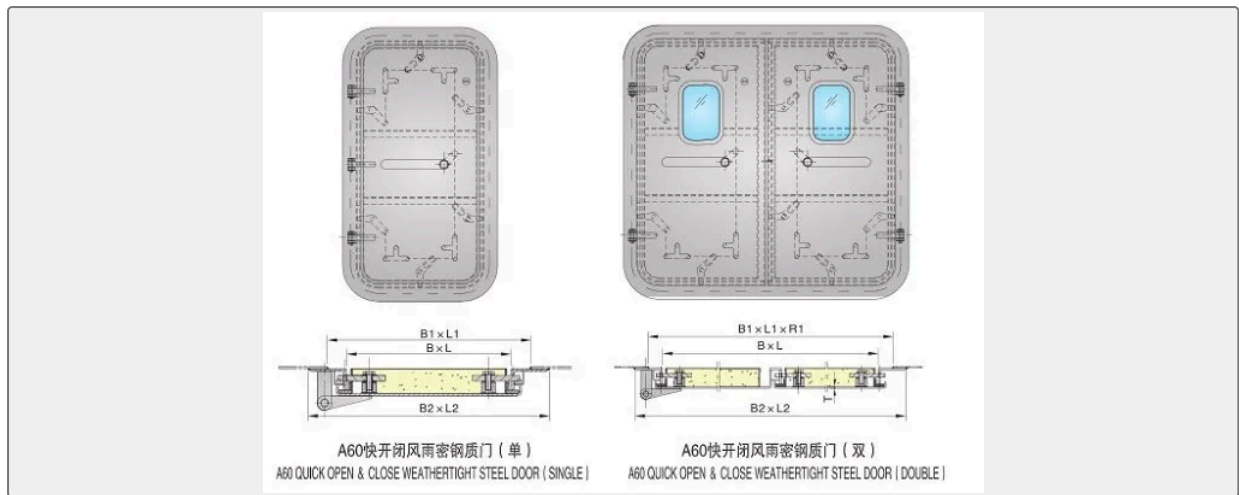 B1×L1
B×L
B2×L2
A60快开闭风雨密钢质门（单）
A60 QUICK OPEN & CLOSE WEATHERTIGHT STEEL DOOR ( SINGLE )
B1×L1×R1
B×L
T
B2×L2
A60快开闭风雨密钢质门（双）
A60 QUICK OPEN & CLOSE WEATHERTIGHT STEEL DOOR ( DOUBLE )